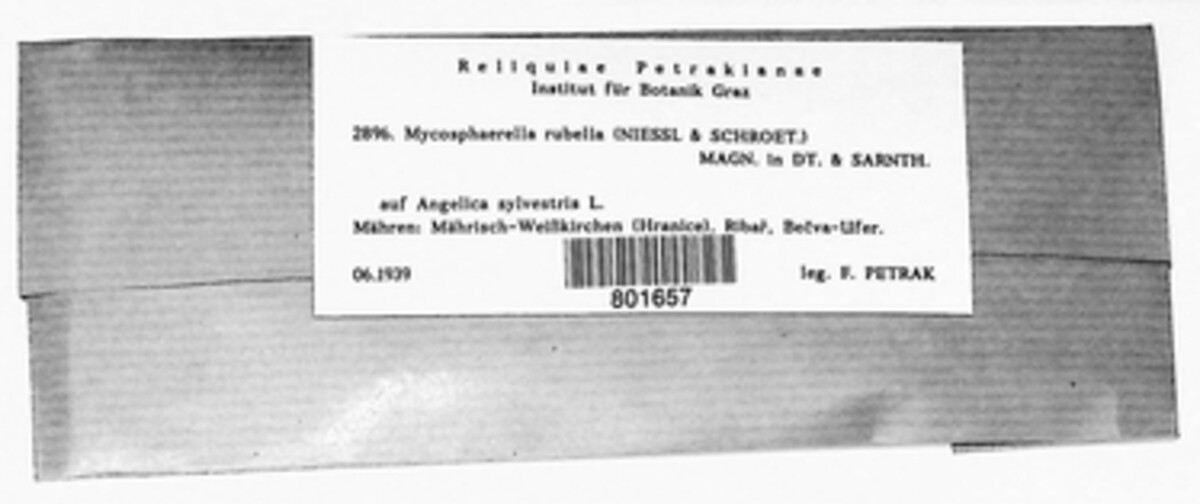 Reliquiae Petrakianae
Institut für Botanik Graz
2896. Mycosphaerella rubella (NIESSL & SCHROET.)
MAGN. in DT. & SARNTH.
auf Angelica sylvestris L.
Mähren: Mährisch-Weißkirchen (Hranice), Ribař, Bečva-Ufer.
06.1939 leg. F. PETRAK
801657